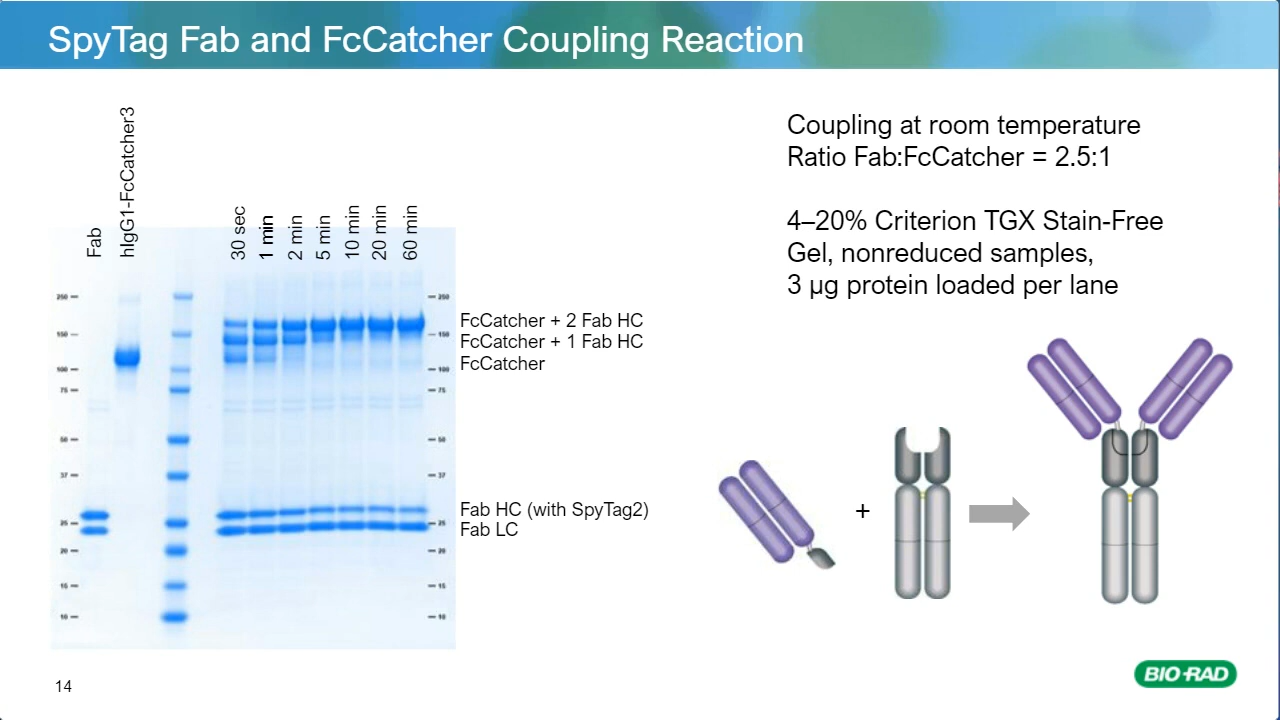 SpyTag Fab and FcCatcher Coupling Reaction
Fab
hIgG1-FcCatcher3
30 sec
1 min
2 min
5 min
10 min
20 min
60 min
250
150
100
75
50
37
25
20
15
10
250
150
100
75
50
37
25
20
15
10
FcCatcher + 2 Fab HC
FcCatcher + 1 Fab HC
FcCatcher
Fab HC (with SpyTag2)
Fab LC
Coupling at room temperature
Ratio Fab:FcCatcher = 2.5:1
4–20% Criterion TGX Stain-Free
Gel, nonreduced samples,
3 µg protein loaded per lane
+
14
BIO-RAD